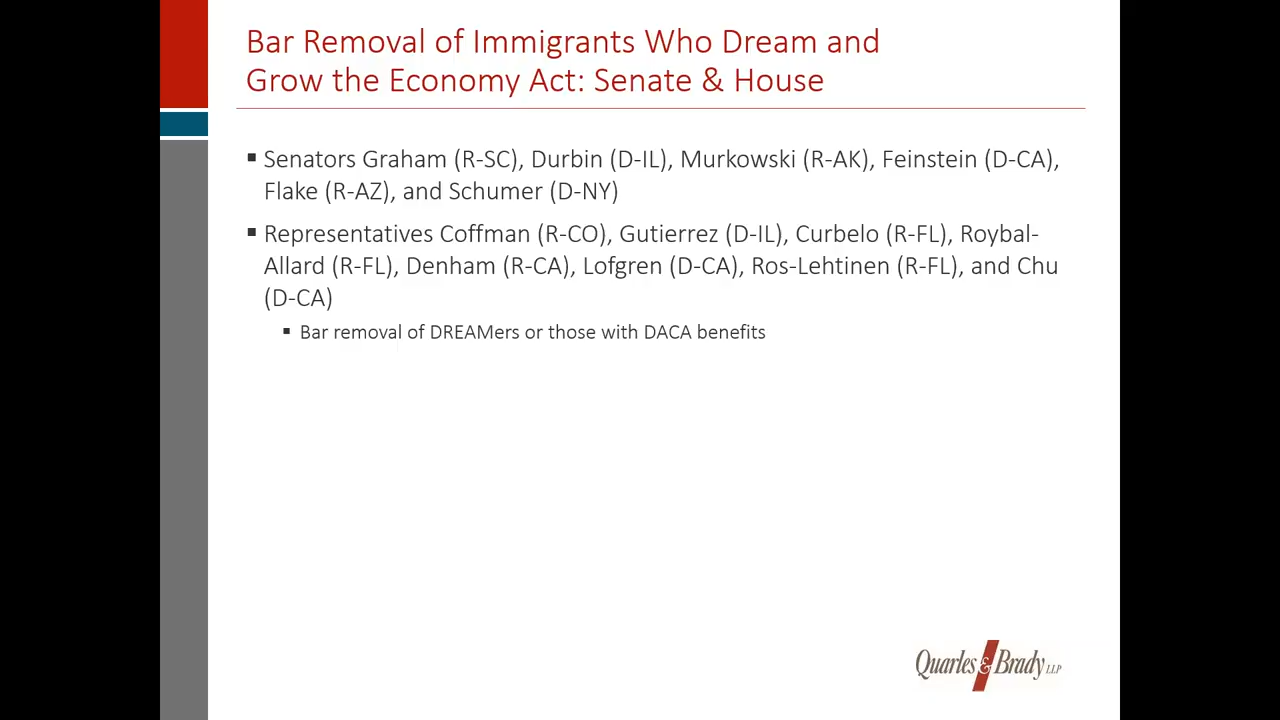 Bar Removal of Immigrants Who Dream and
Grow the Economy Act: Senate & House
▪ Senators Graham (R-SC), Durbin (D-IL), Murkowski (R-AK), Feinstein (D-CA),
Flake (R-AZ), and Schumer (D-NY)
▪ Representatives Coffman (R-CO), Gutierrez (D-IL), Curbelo (R-FL), Roybal-
Allard (R-FL), Denham (R-CA), Lofgren (D-CA), Ros-Lehtinen (R-FL), and Chu
(D-CA)
▪ Bar removal of DREAMers or those with DACA benefits
Quarles & Brady LLP